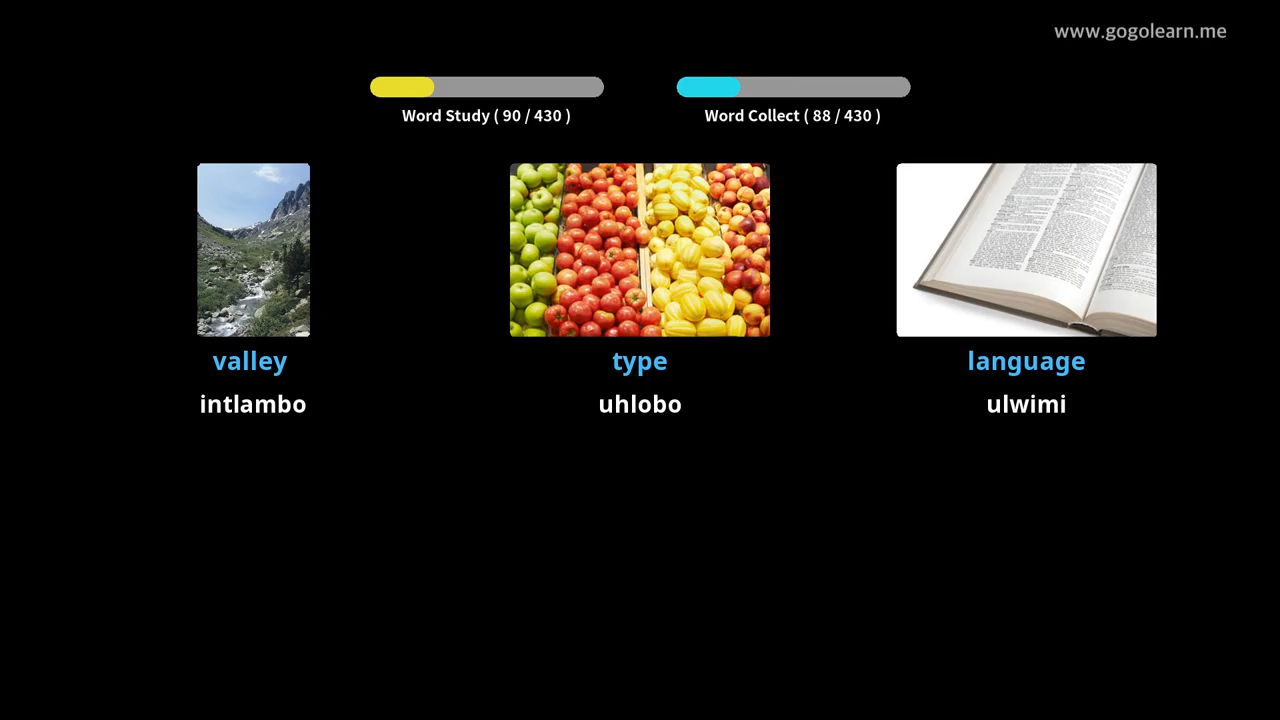 www.gogolearn.me
Word Study ( 90 / 430 )
Word Collect ( 88 / 430 )
valley
type
language
intlambo
uhlobo
ulwimi